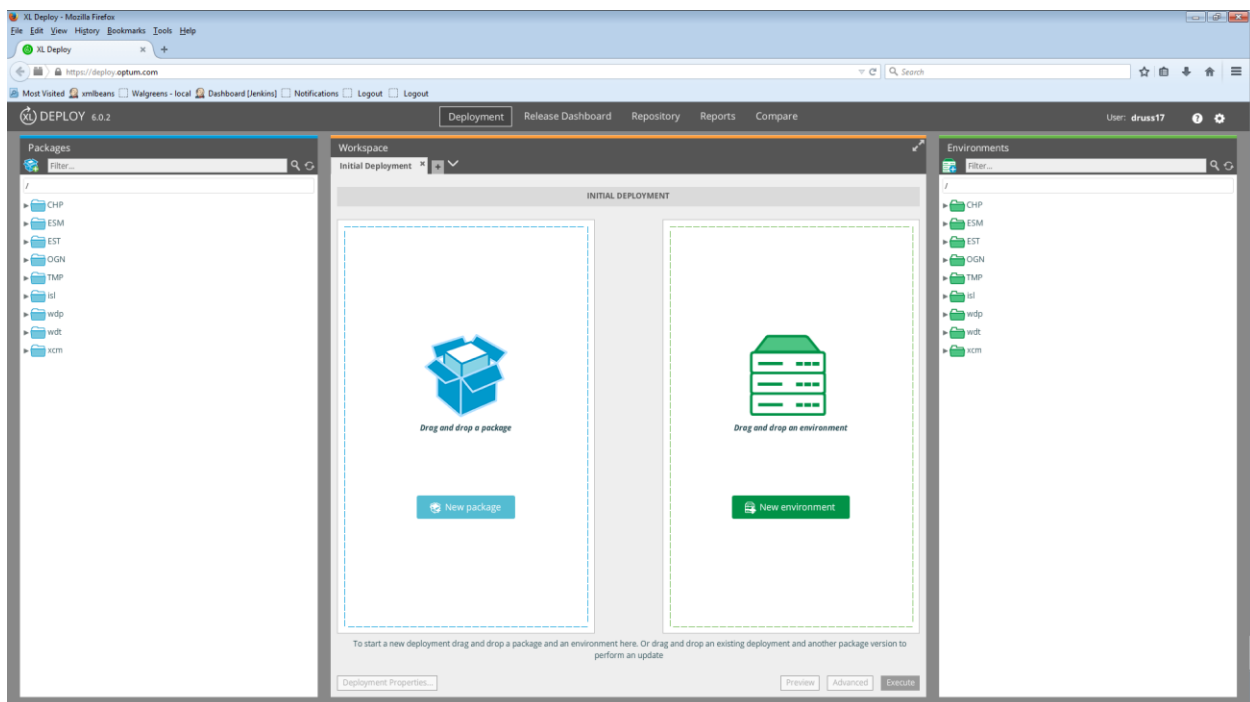 XL Deploy - Mozilla Firefox
File Edit View History Bookmarks Tools Help
XL Deploy × +
https://deploy.optum.com
Search
Most Visited xmlbeans Walgreens - local Dashboard [Jenkins] Notifications Logout Logout
XL DEPLOY 6.0.2
Deployment Release Dashboard Repository Reports Compare
User: druss17
Packages
Filter...
/
CHP
ESM
EST
OGN
TMP
isl
wdp
wdt
xcm
Workspace
Initial Deployment × +
INITIAL DEPLOYMENT
Drag and drop a package
New package
Drag and drop an environment
New environment
To start a new deployment drag and drop a package and an environment here. Or drag and drop an existing deployment and another package version to
perform an update
Deployment Properties... Preview Advanced Execute
Environments
Filter...
/
CHP
ESM
EST
OGN
TMP
isl
wdp
wdt
xcm